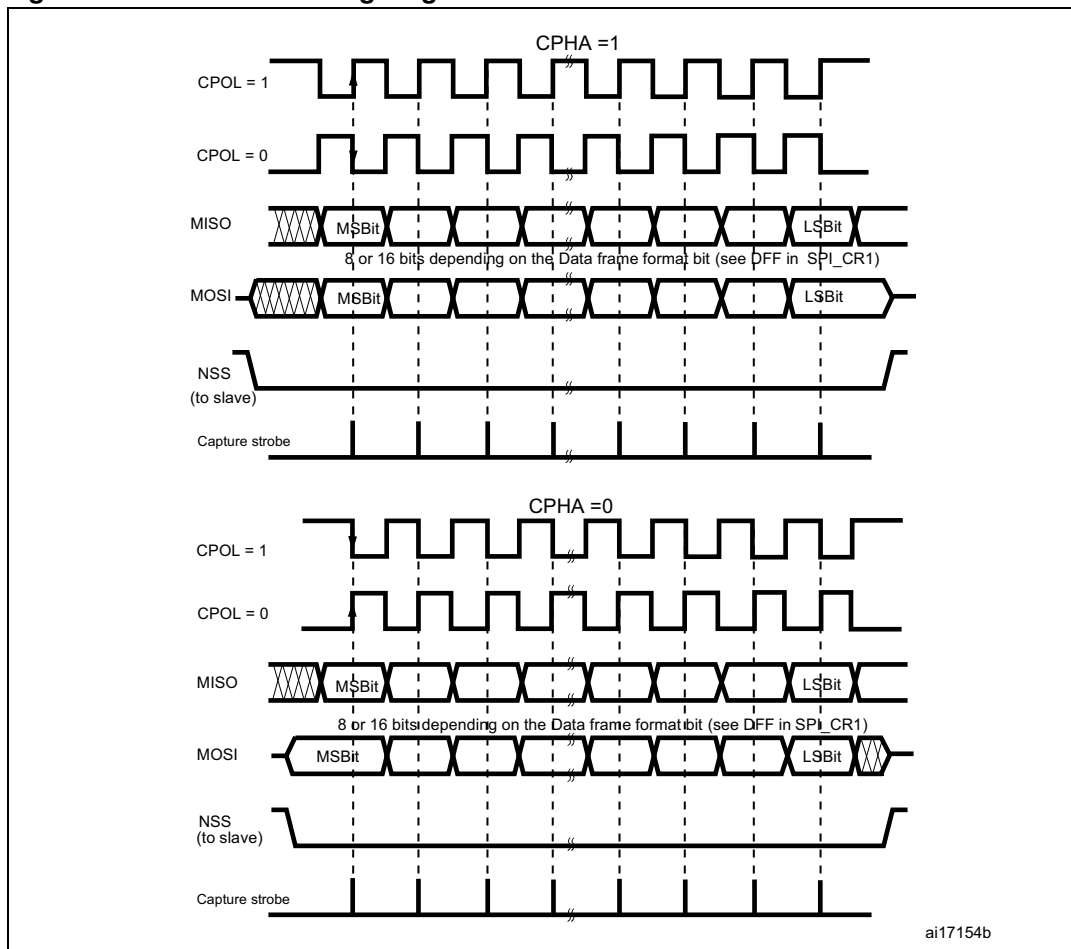 CPHA =1
CPOL = 1
CPOL = 0
MISO
MSBit
LSBit
8 or 16 bits depending on the Data frame format bit (see DFF in SPI_CR1)
MOSI
MSBit
LSBit
NSS
(to slave)
Capture strobe
CPHA =0
CPOL = 1
CPOL = 0
MISO
MSBit
LSBit
8 or 16 bits depending on the Data frame format bit (see DFF in SPI_CR1)
MOSI
MSBit
LSBit
NSS
(to slave)
Capture strobe
ai17154b